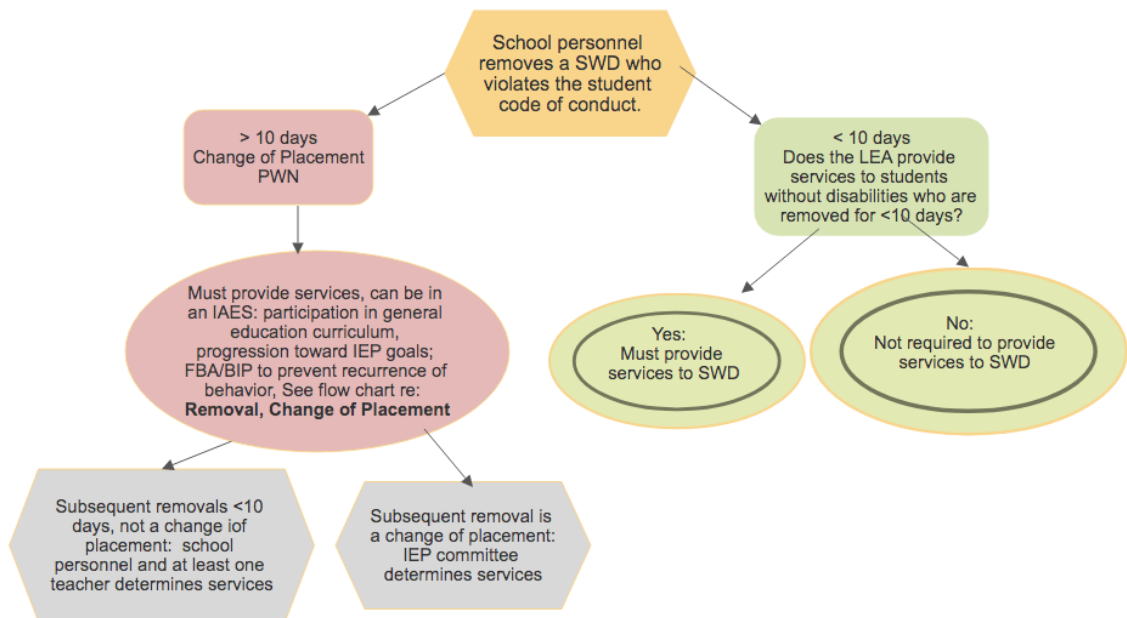 School personnel
removes a SWD who
violates the student
code of conduct.
> 10 days
Change of Placement
PWN
< 10 days
Does the LEA provide
services to students
without disabilities who are
removed for <10 days?
Must provide services, can be in
an IAES: participation in general
education curriculum,
progression toward IEP goals;
FBA/BIP to prevent recurrence of
behavior, See flow chart re:
Removal, Change of Placement
Yes:
Must provide
services to SWD
No:
Not required to provide
services to SWD
Subsequent removals <10
days, not a change iof
placement: school
personnel and at least one
teacher determines services
Subsequent removal is
a change of placement:
IEP committee
determines services